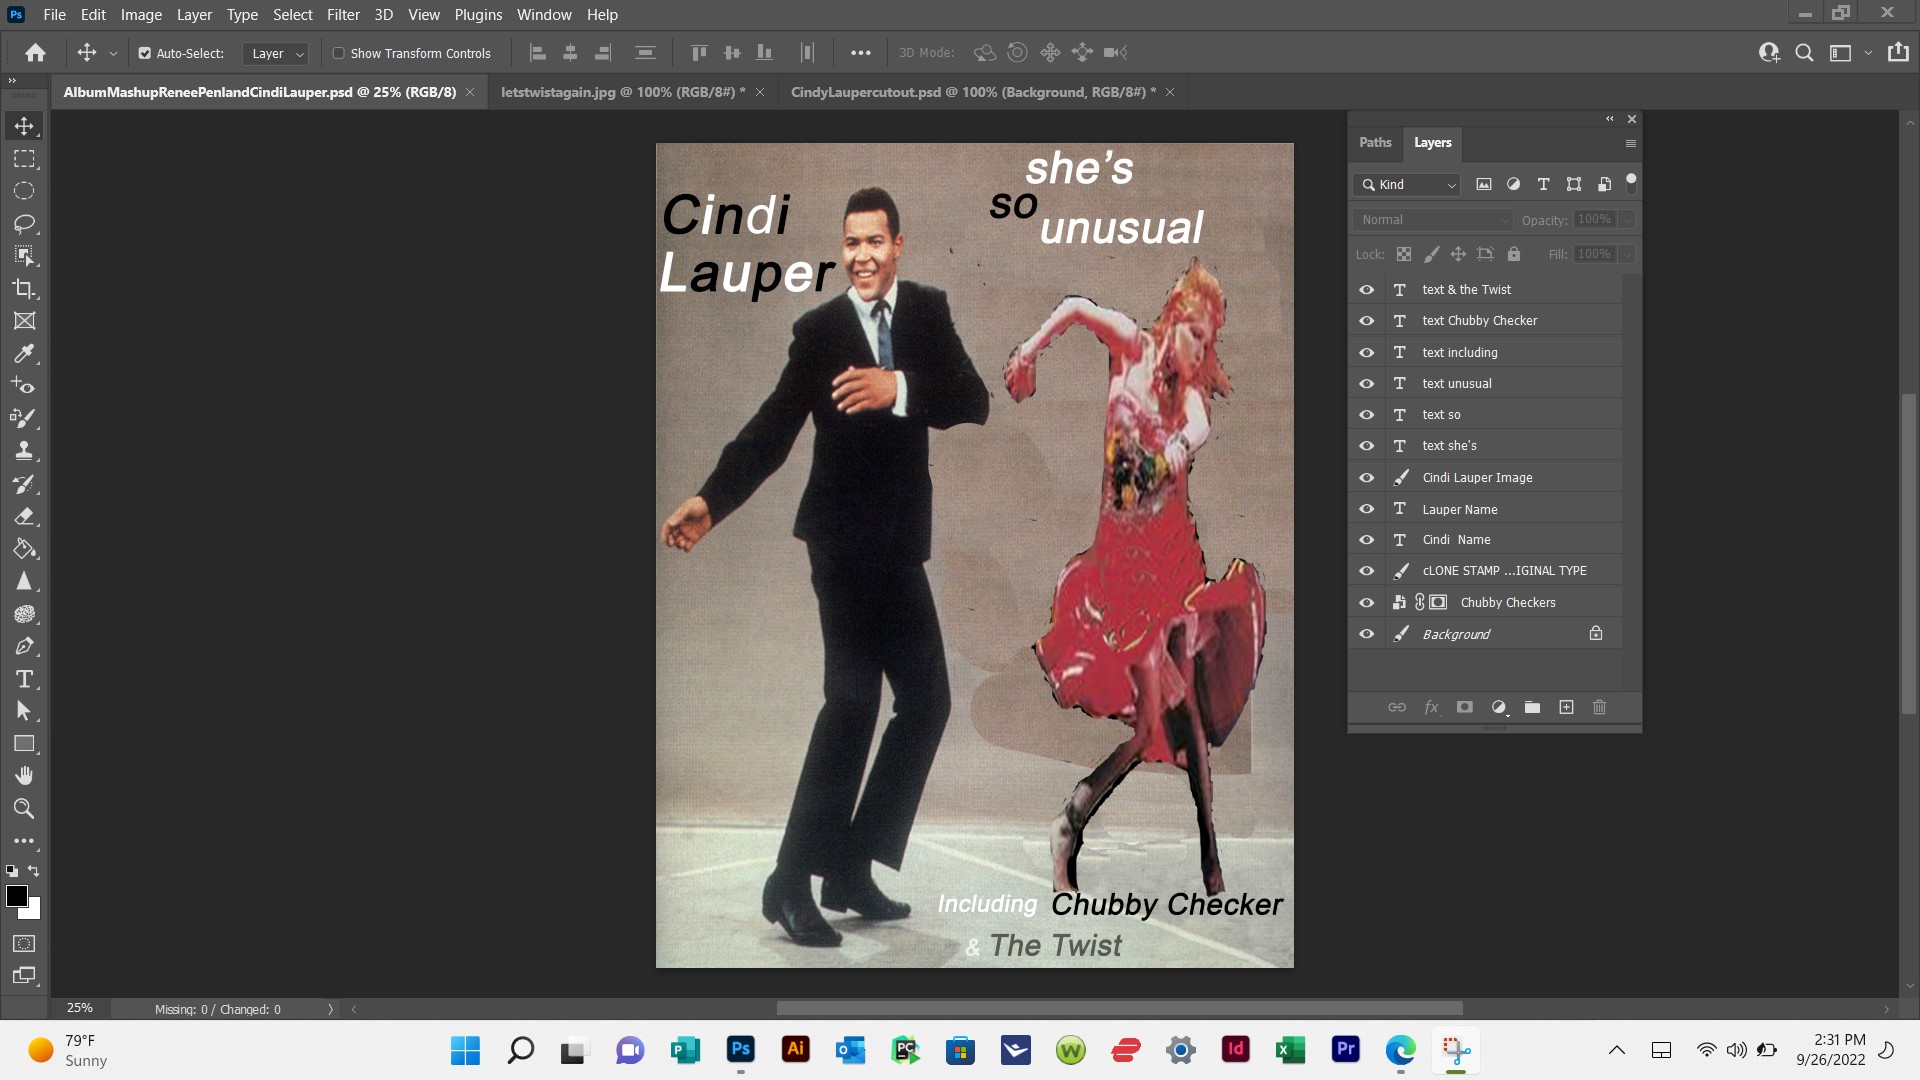 Ps File Edit Image Layer Type Select Filter 3D View Plugins Window Help
Auto-Select: Layer Show Transform Controls 3D Mode:
AlbumMashupReneePenlandCindiLauper.psd @ 25% (RGB/8) letstwistagain.jpg @ 100% (RGB/8#) * CindyLaupercutout.psd @ 100% (Background, RGB/8#) *
Paths Layers
Kind
Normal Opacity: 100%
Lock: Fill: 100%
text & the Twist
text Chubby Checker
text including
text unusual
text so
text she's
Cindi Lauper Image
Lauper Name
Cindi Name
cLONE STAMP ...IGINAL TYPE
Chubby Checkers
Background
Cindi
Lauper
she's
so
unusual
Including Chubby Checker
& The Twist
25% Missing: 0 / Changed: 0
79°F
Sunny
Ps Ai PC Id Pr
2:31 PM
9/26/2022